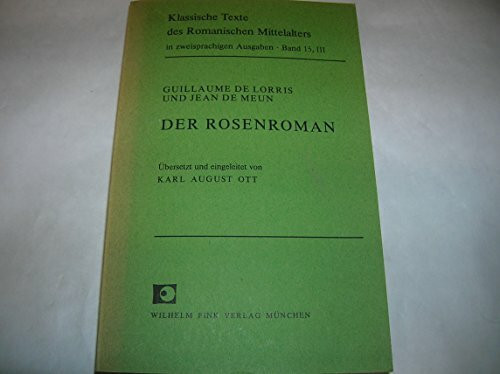 Klassische Texte
des Romanischen Mittelalters
in zweisprachigen Ausgaben · Band 15, III
GUILLAUME DE LORRIS
UND JEAN DE MEUN
DER ROSENROMAN
Übersetzt und eingeleitet von
KARL AUGUST OTT
WILHELM FINK VERLAG MÜNCHEN